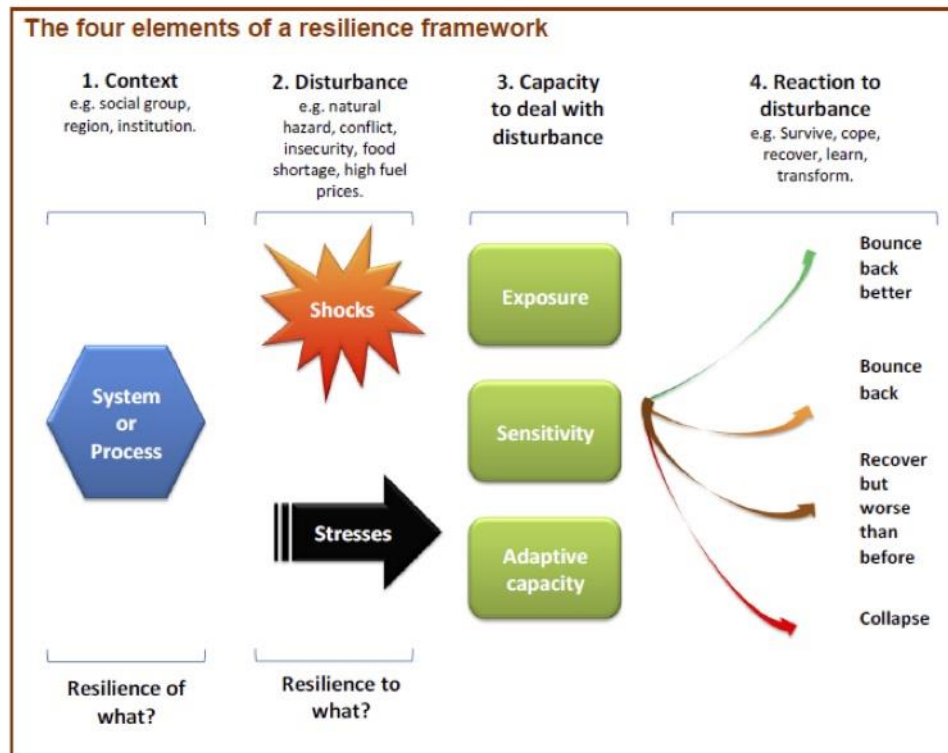 The four elements of a resilience framework
1. Context
e.g. social group,
region, institution.
2. Disturbance
e.g. natural
hazard, conflict,
insecurity, food
shortage, high fuel
prices.
3. Capacity
to deal with
disturbance
4. Reaction to
disturbance
e.g. Survive, cope,
recover, learn,
transform.
System
or
Process
Shocks
Stresses
Exposure
Sensitivity
Adaptive
capacity
Bounce
back
better
Bounce
back
Recover
but
worse
than
before
Collapse
Resilience of
what?
Resilience to
what?